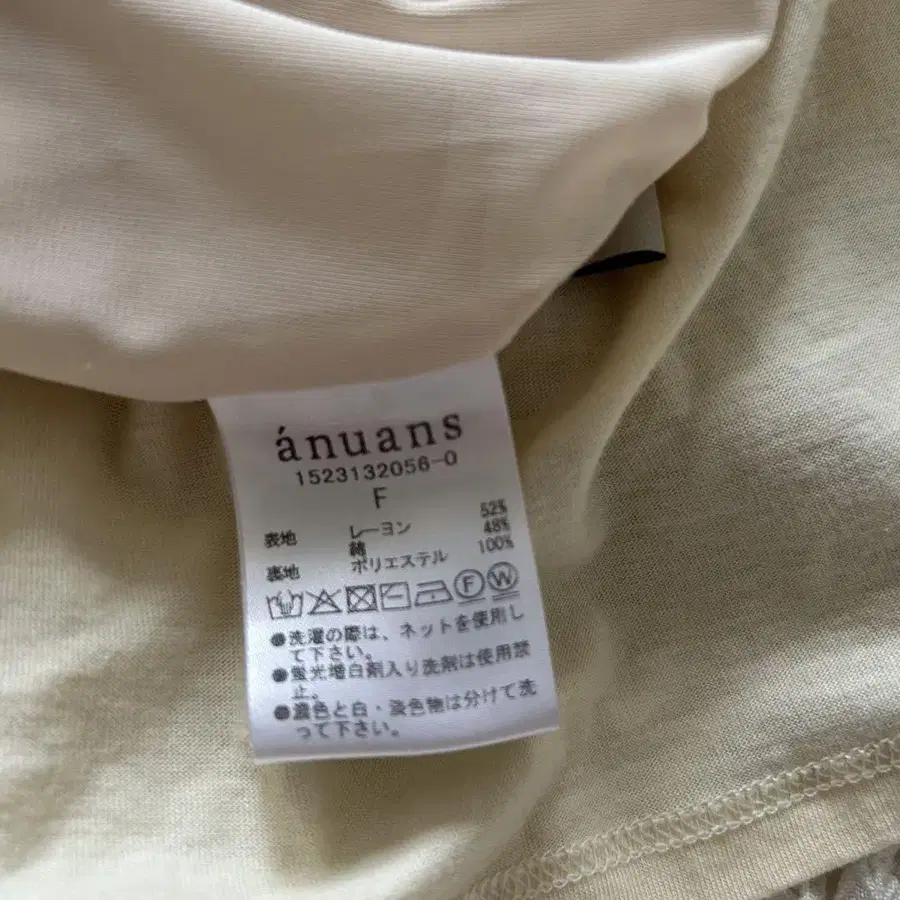 ánuans
1523132056-0
F
表地 レーヨン 52%
綿 48%
裏地 ポリエステル 100%
F W
●洗濯の際は、ネットを使用し
て下さい。
●蛍光増白剤入り洗剤は使用禁
止。
●濃色と白・淡色物は分けて洗
って下さい。